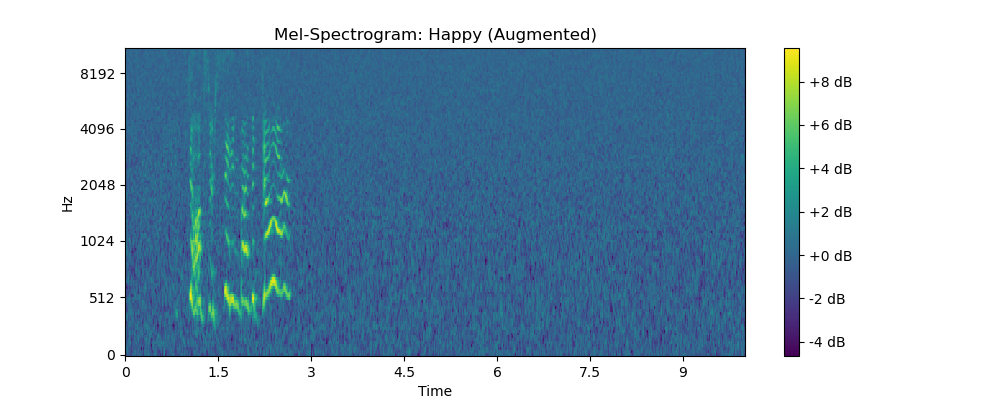 Mel-Spectrogram: Happy (Augmented)
8192
4096
2048
1024
512
0
Hz
0 1.5 3 4.5 6 7.5 9
Time
+8 dB
+6 dB
+4 dB
+2 dB
+0 dB
-2 dB
-4 dB